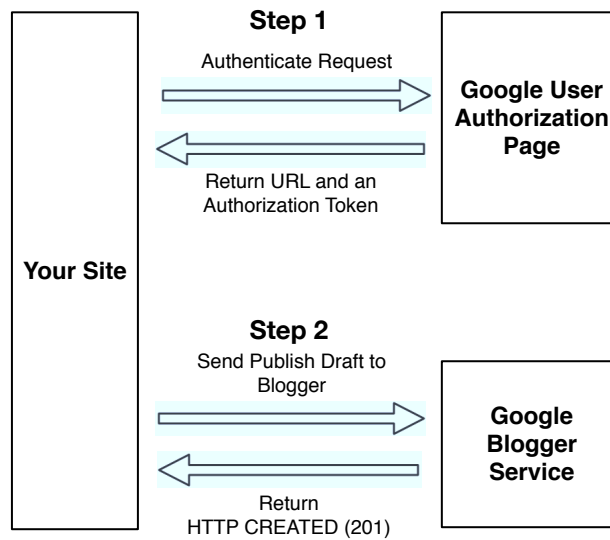 Step 1
Authenticate Request
Google User
Authorization
Page
Return URL and an
Authorization Token
Your Site
Step 2
Send Publish Draft to
Blogger
Google
Blogger
Service
Return
HTTP CREATED (201)